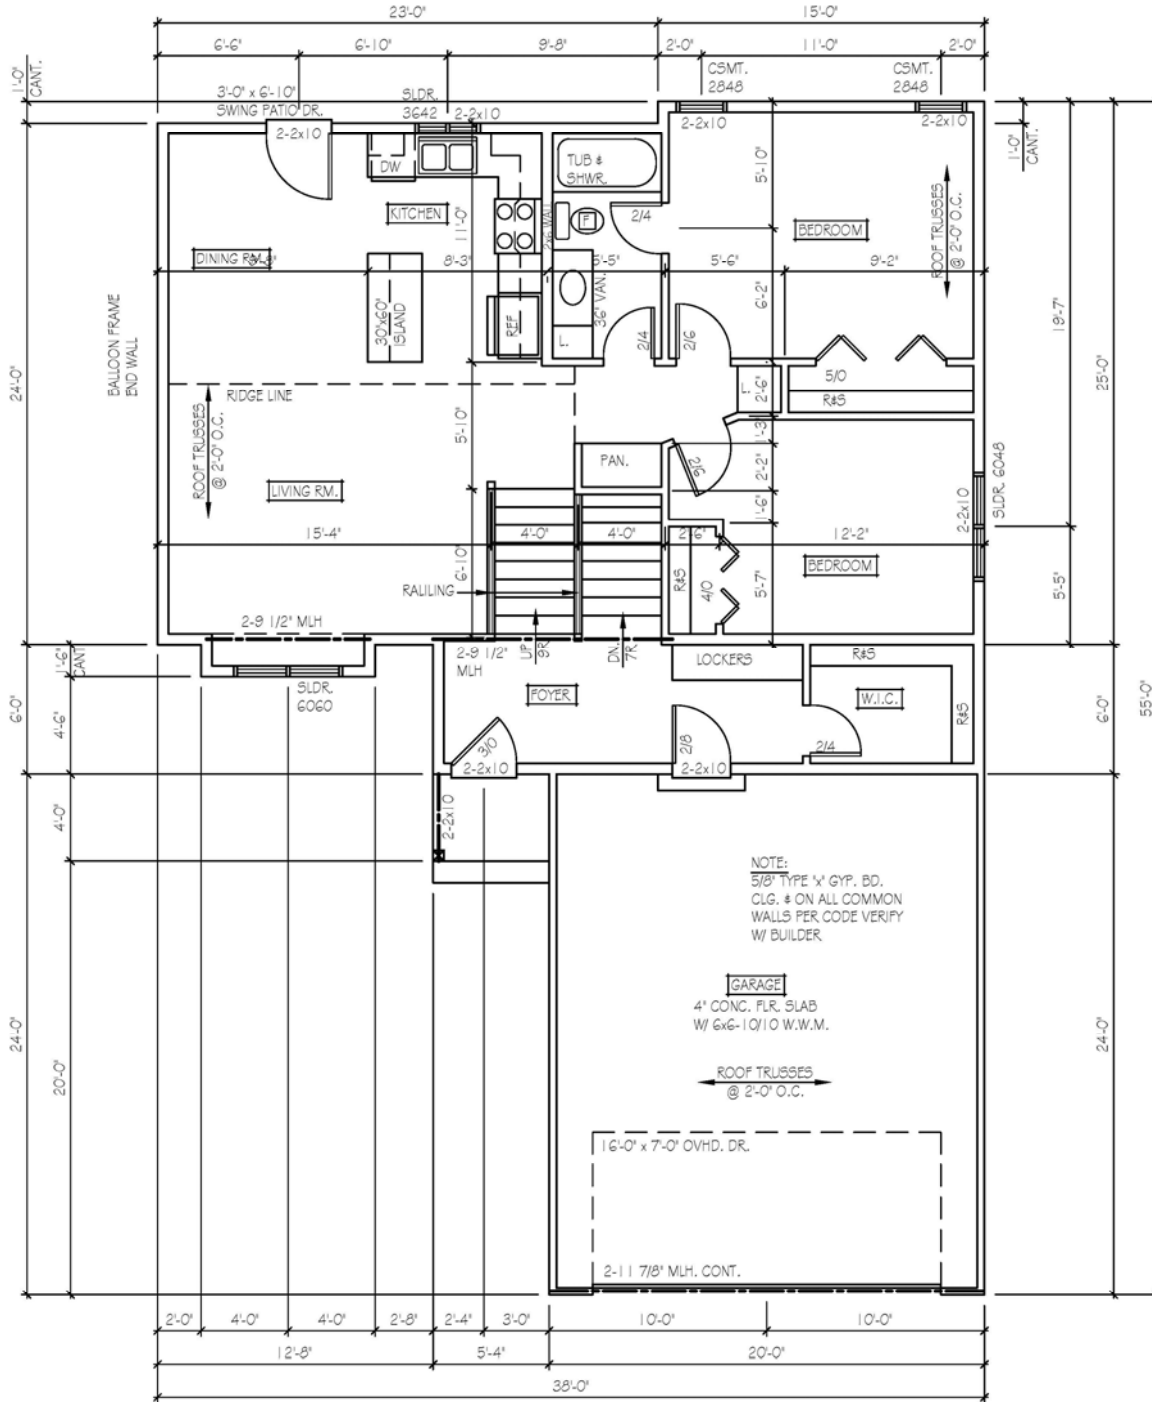 23'-0"
15'-0"
6'-6"
6'-10"
9'-8"
2'-0"
11'-0"
2'-0"
1'-0"
CANT.
CSMT.
2848
CSMT.
2848
3'-0" x 6'-10"
SWING PATIO DR.
SLDR.
3642
2-2x10
2-2x10
2-2x10
2-2x10
1'-0"
CANT.
DW
TUB &
SHWR.
5'-10"
KITCHEN
11'-0"
2x6 WALL
F
2/4
BEDROOM
ROOF TRUSSES
@ 2'-0" O.C.
DINING RM.
8'-3"
5'-5"
5'-6"
9'-2"
6'-2"
19'-7"
BALLOON FRAME
END WALL
30"x60"
ISLAND
REF
36" VAN.
L.
2/4
2/6
24'-0"
25'-0"
RIDGE LINE
5/0
R&S
L.
2'-6"
ROOF TRUSSES
@ 2'-0" O.C.
5'-10"
1'-3"
PAN.
2/6
2'-2"
SLDR. 6048
2-2x10
LIVING RM.
1'-6"
15'-4"
4'-0"
4'-0"
2'-6"
12'-2"
6'-10"
BEDROOM
RALILING
R&S
4/0
5'-7"
5'-5"
2-9 1/2" MLH
2-9 1/2"
MLH
UP
9R
DN.
7R
LOCKERS
R&S
1'-6"
CANT
SLDR.
6060
FOYER
W.I.C.
R&S
6'-0"
4'-6"
6'-0"
55'-0"
3/0
2/8
2/4
2-2x10
2-2x10
4'-0"
2-2x10
NOTE:
5/8" TYPE "X" GYP. BD.
CLG. & ON ALL COMMON
WALLS PER CODE VERIFY
W/ BUILDER
GARAGE
4" CONC. FLR. SLAB
W/ 6x6-10/10 W.W.M.
24'-0"
20'-0"
24'-0"
ROOF TRUSSES
@ 2'-0" O.C.
16'-0" x 7'-0" OVHD. DR.
2-11 7/8" MLH. CONT.
2'-0"
4'-0"
4'-0"
2'-8"
2'-4"
3'-0"
10'-0"
10'-0"
12'-8"
5'-4"
20'-0"
38'-0"